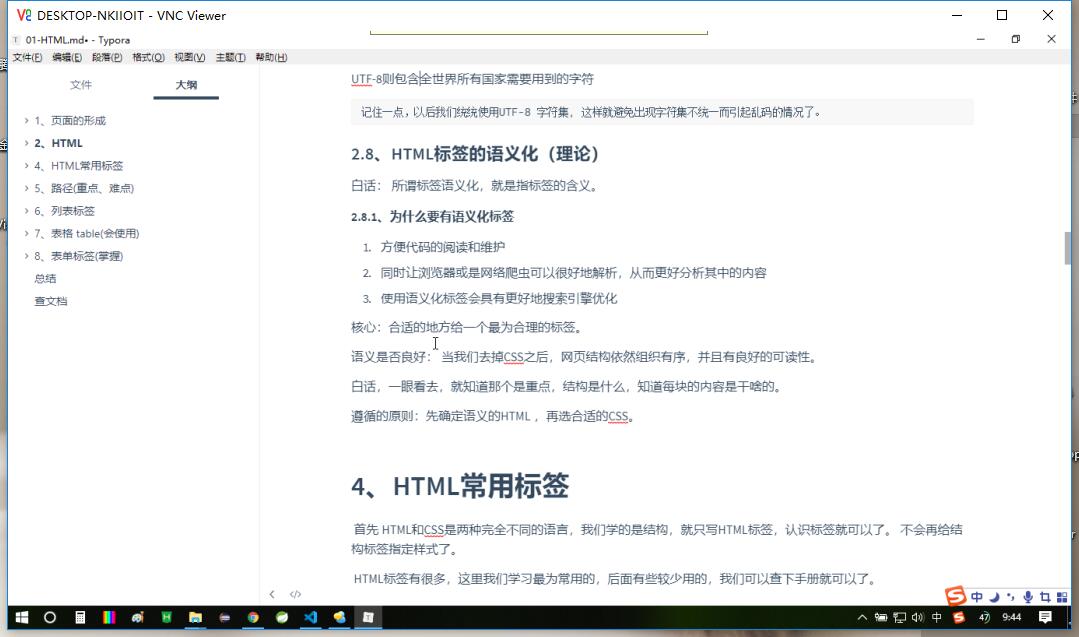 DESKTOP-NKIIOIT - VNC Viewer
01-HTML.md• - Typora
文件(F) 编辑(E) 段落(P) 格式(O) 视图(V) 主题(T) 帮助(H)
文件 大纲
1、页面的形成
2、HTML
4、HTML常用标签
5、路径(重点、难点)
6、列表标签
7、表格 table(会使用)
8、表单标签(掌握)
总结
查文档
UTF-8则包含全世界所有国家需要用到的字符
记住一点，以后我们统统使用UTF-8 字符集，这样就避免出现字符集不统一而引起乱码的情况了。
2.8、HTML标签的语义化（理论）
白话： 所谓标签语义化，就是指标签的含义。
2.8.1、为什么要有语义化标签
1. 方便代码的阅读和维护
2. 同时让浏览器或是网络爬虫可以很好地解析，从而更好分析其中的内容
3. 使用语义化标签会具有更好地搜索引擎优化
核心：合适的地方给一个最为合理的标签。
语义是否良好： 当我们去掉CSS之后，网页结构依然组织有序，并且有良好的可读性。
白话，一眼看去，就知道那个是重点，结构是什么，知道每块的内容是干啥的。
遵循的原则：先确定语义的HTML ，再选合适的CSS。
4、HTML常用标签
首先 HTML和CSS是两种完全不同的语言，我们学的是结构，就只写HTML标签，认识标签就可以了。 不会再给结
构标签指定样式了。
HTML标签有很多，这里我们学习最为常用的，后面有些较少用的，我们可以查下手册就可以了。
中
中 47 9:44